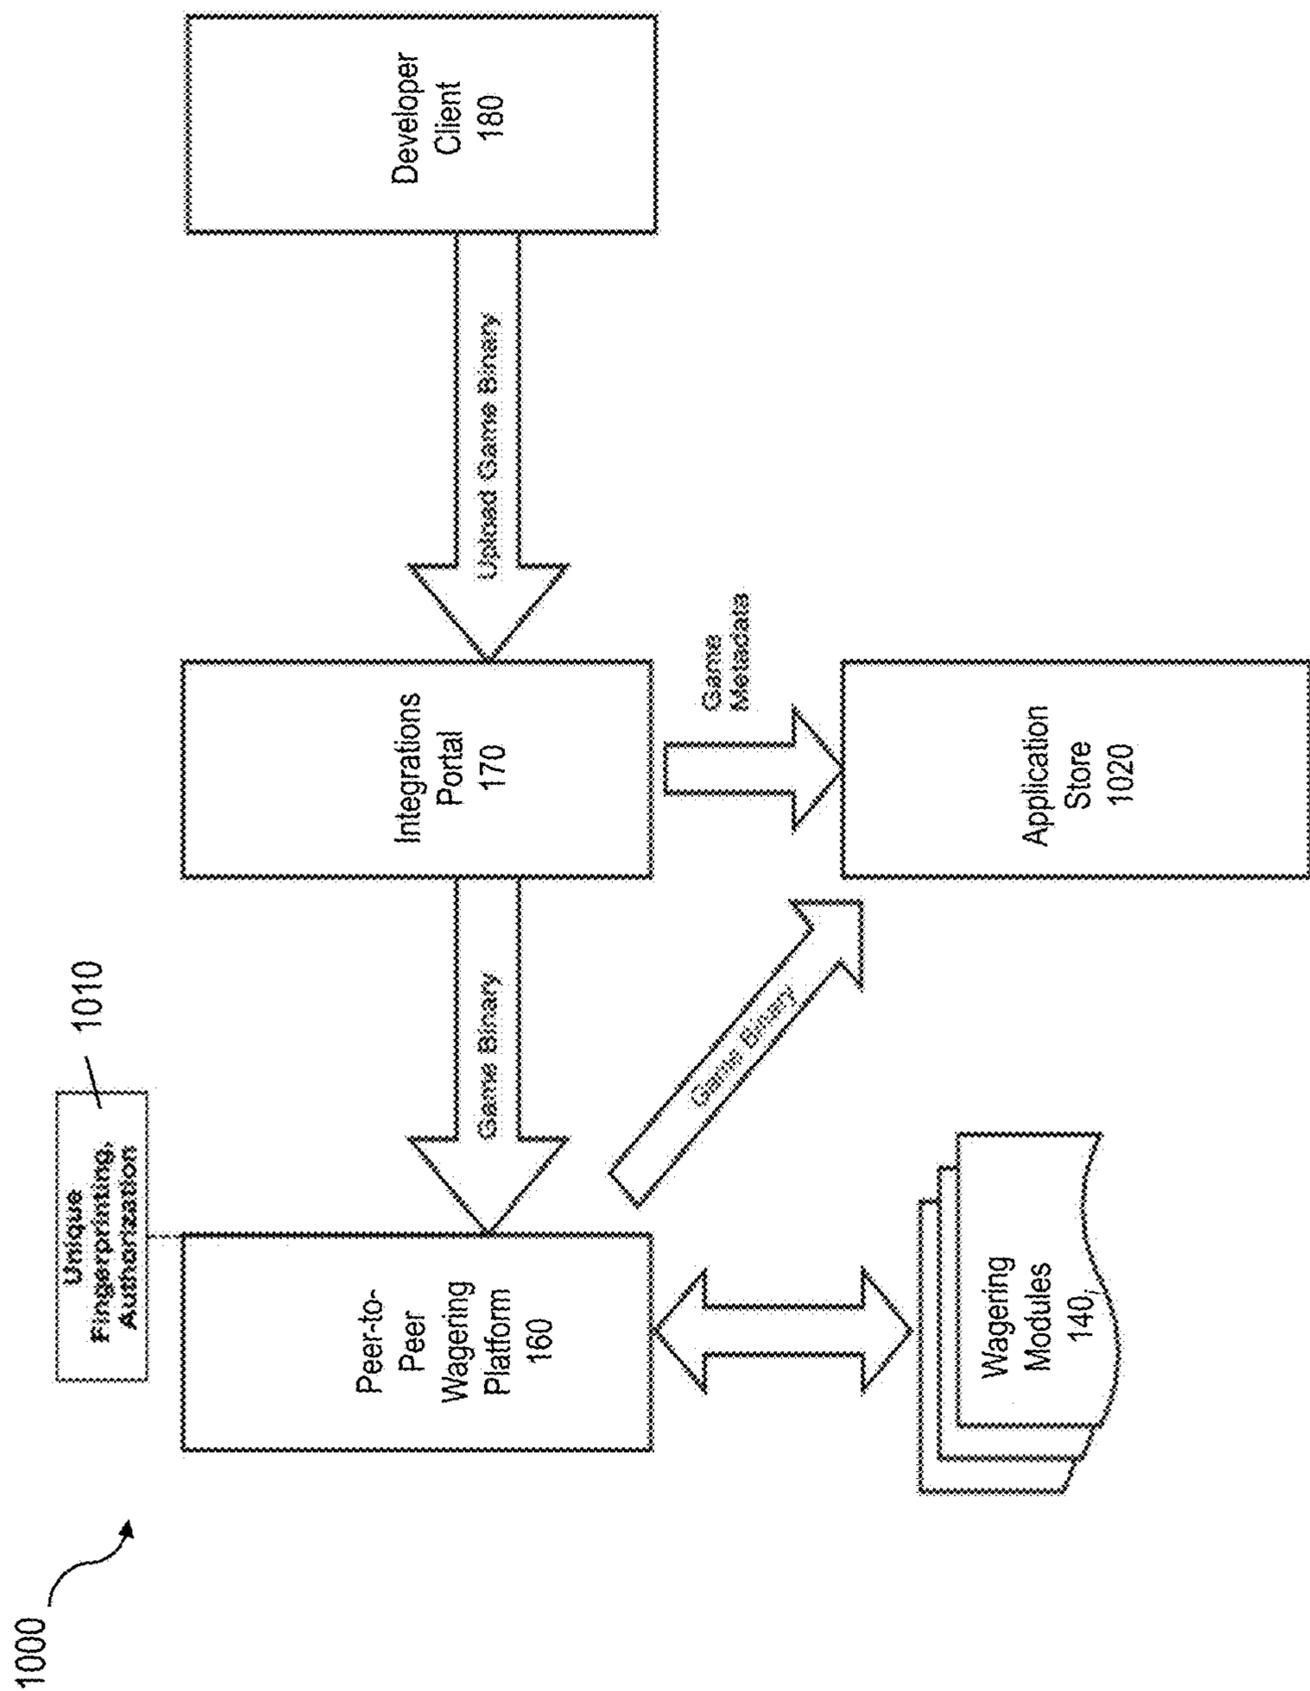 1000
Unique
Fingerprinting,
Authorization
1010
Peer-to-
Peer
Wagering
Platform
160
Game Binary
Integrations
Portal
170
Upload Game Binary
Developer
Client
180
Game Binary
Game
Metadata
Wagering
Modules
140ᵢ
Application
Store
1020